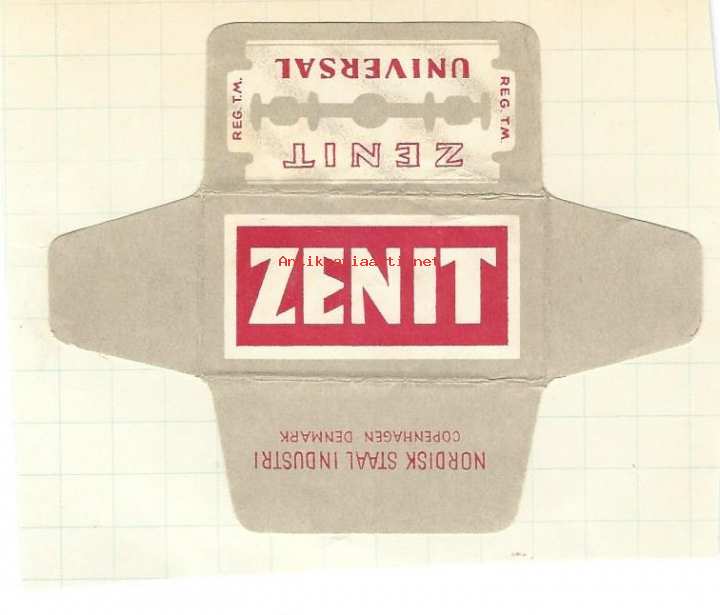 UNIVERSAL
REG. T.M.
REG. T.M.
ZENIT
ZENIT
Antikvariaatti.net
NORDISK STAAL INDUSTRI
COPENHAGEN DENMARK